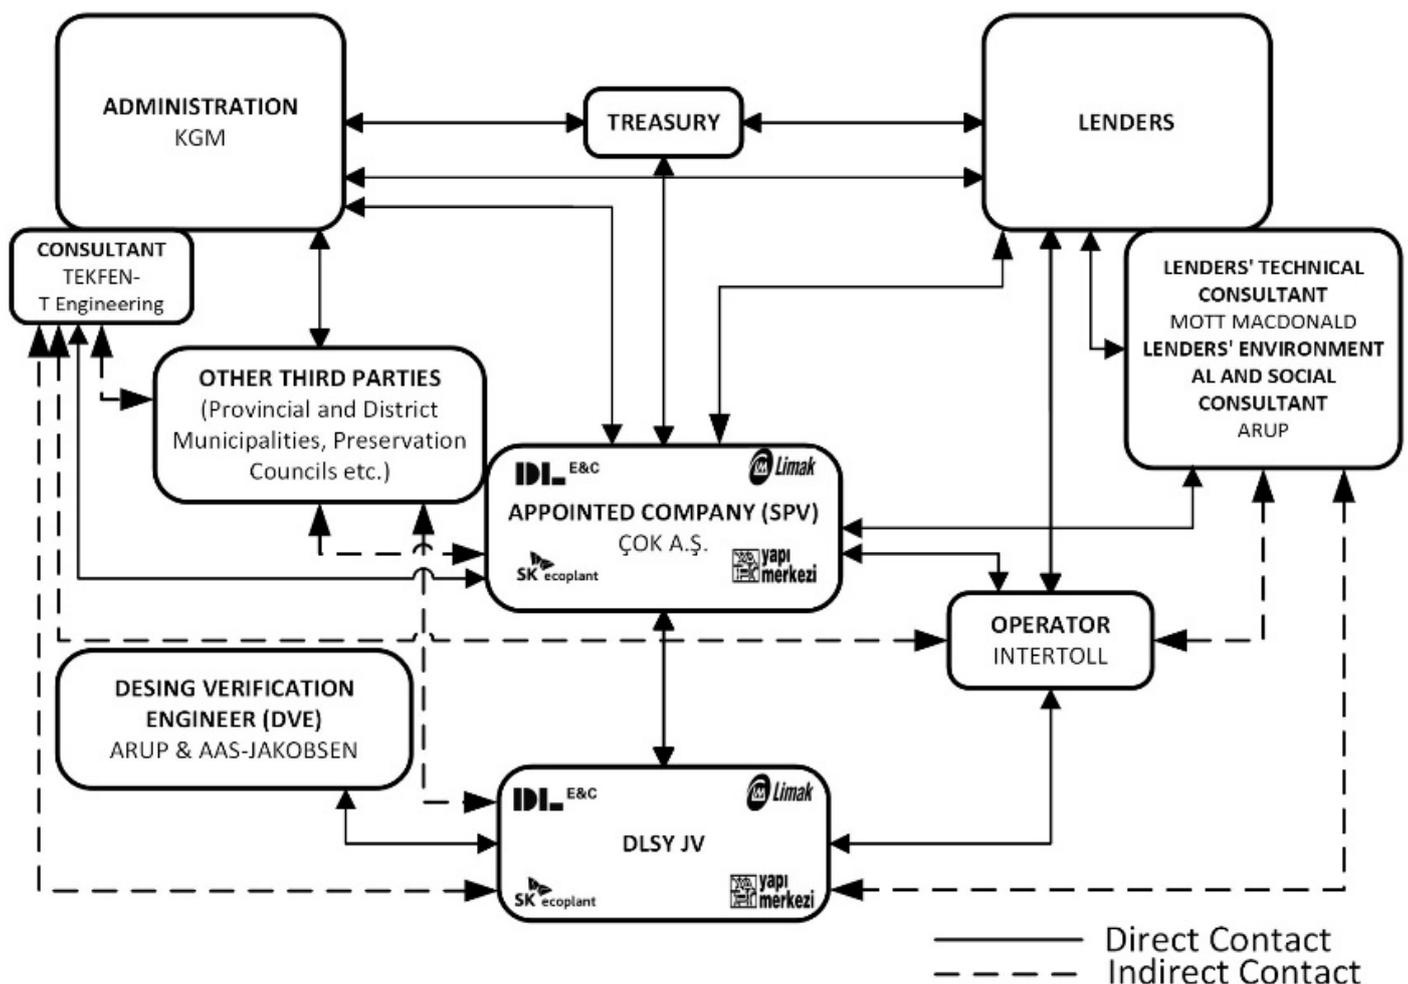 ADMINISTRATION
KGM
TREASURY
LENDERS
CONSULTANT
TEKFEN-
T Engineering
LENDERS' TECHNICAL
CONSULTANT
MOTT MACDONALD
LENDERS' ENVIRONMENT
AL AND SOCIAL
CONSULTANT
ARUP
OTHER THIRD PARTIES
(Provincial and District
Municipalities, Preservation
Councils etc.)
DL E&C
Limak
APPOINTED COMPANY (SPV)
ÇOK A.Ş.
SK ecoplant
yapı
merkezi
OPERATOR
INTERTOLL
DESING VERIFICATION
ENGINEER (DVE)
ARUP & AAS-JAKOBSEN
DL E&C
Limak
DLSY JV
SK ecoplant
yapı
merkezi
Direct Contact
Indirect Contact